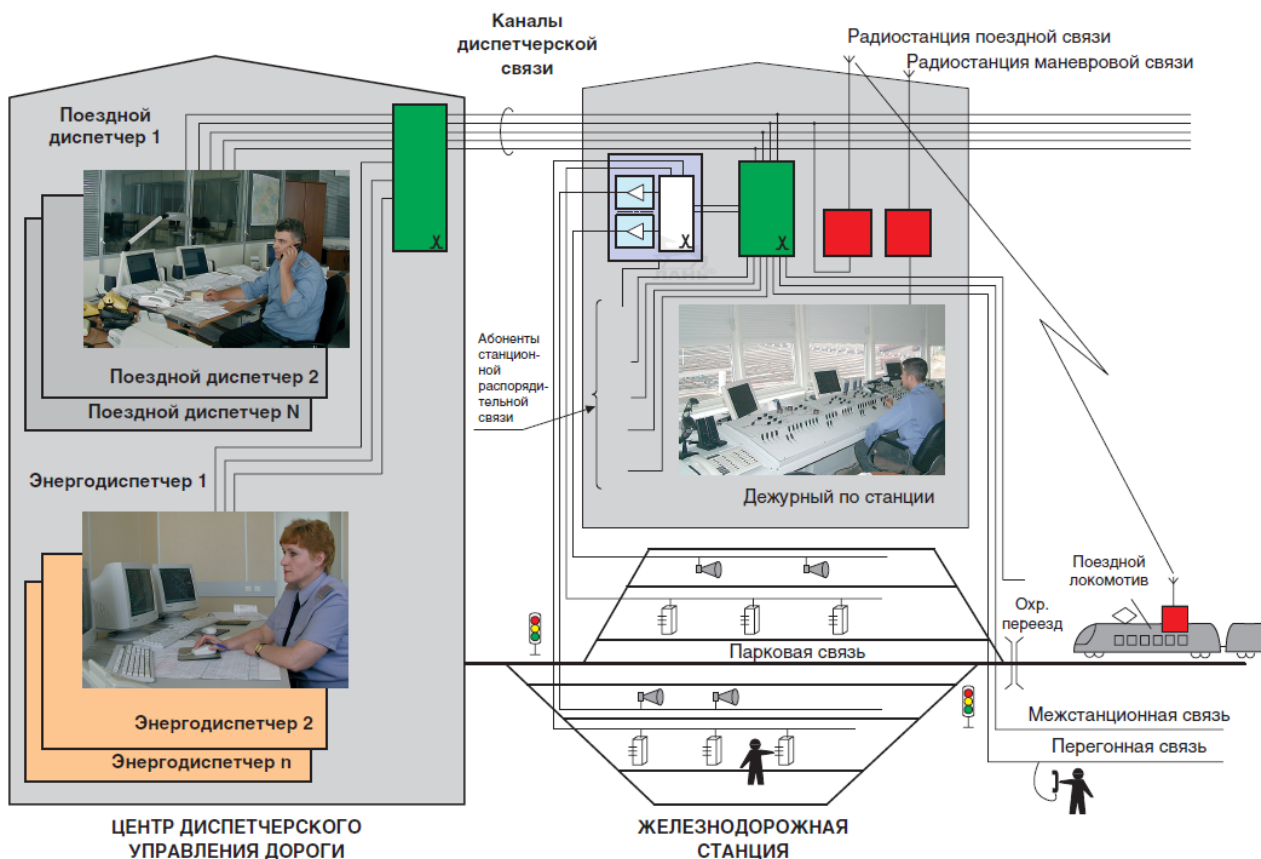 Каналы
диспетчерской
связи
Радиостанция поездной связи
Радиостанция маневровой связи
Поездной
диспетчер 1
Поездной диспетчер 2
Поездной диспетчер N
Абоненты
станцион-
ной
распоряди-
тельной
связи
Дежурный по станции
Энергодиспетчер 1
Энергодиспетчер 2
Энергодиспетчер n
Поездной
локомотив
Охр.
переезд
Парковая связь
Межстанционная связь
Перегонная связь
ЦЕНТР ДИСПЕТЧЕРСКОГО
УПРАВЛЕНИЯ ДОРОГИ
ЖЕЛЕЗНОДОРОЖНАЯ
СТАНЦИЯ